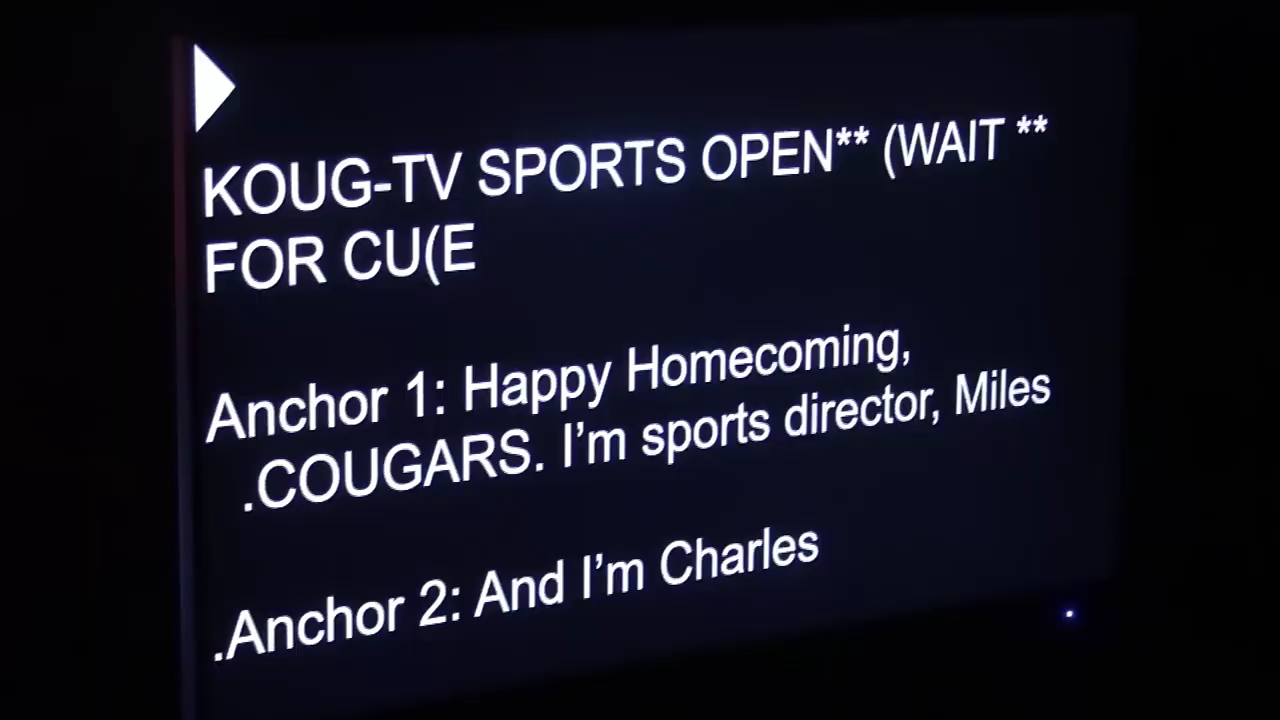 KOUG-TV SPORTS OPEN** (WAIT **
FOR CU(E
Anchor 1: Happy Homecoming,
.COUGARS. I’m sports director, Miles
.Anchor 2: And I’m Charles